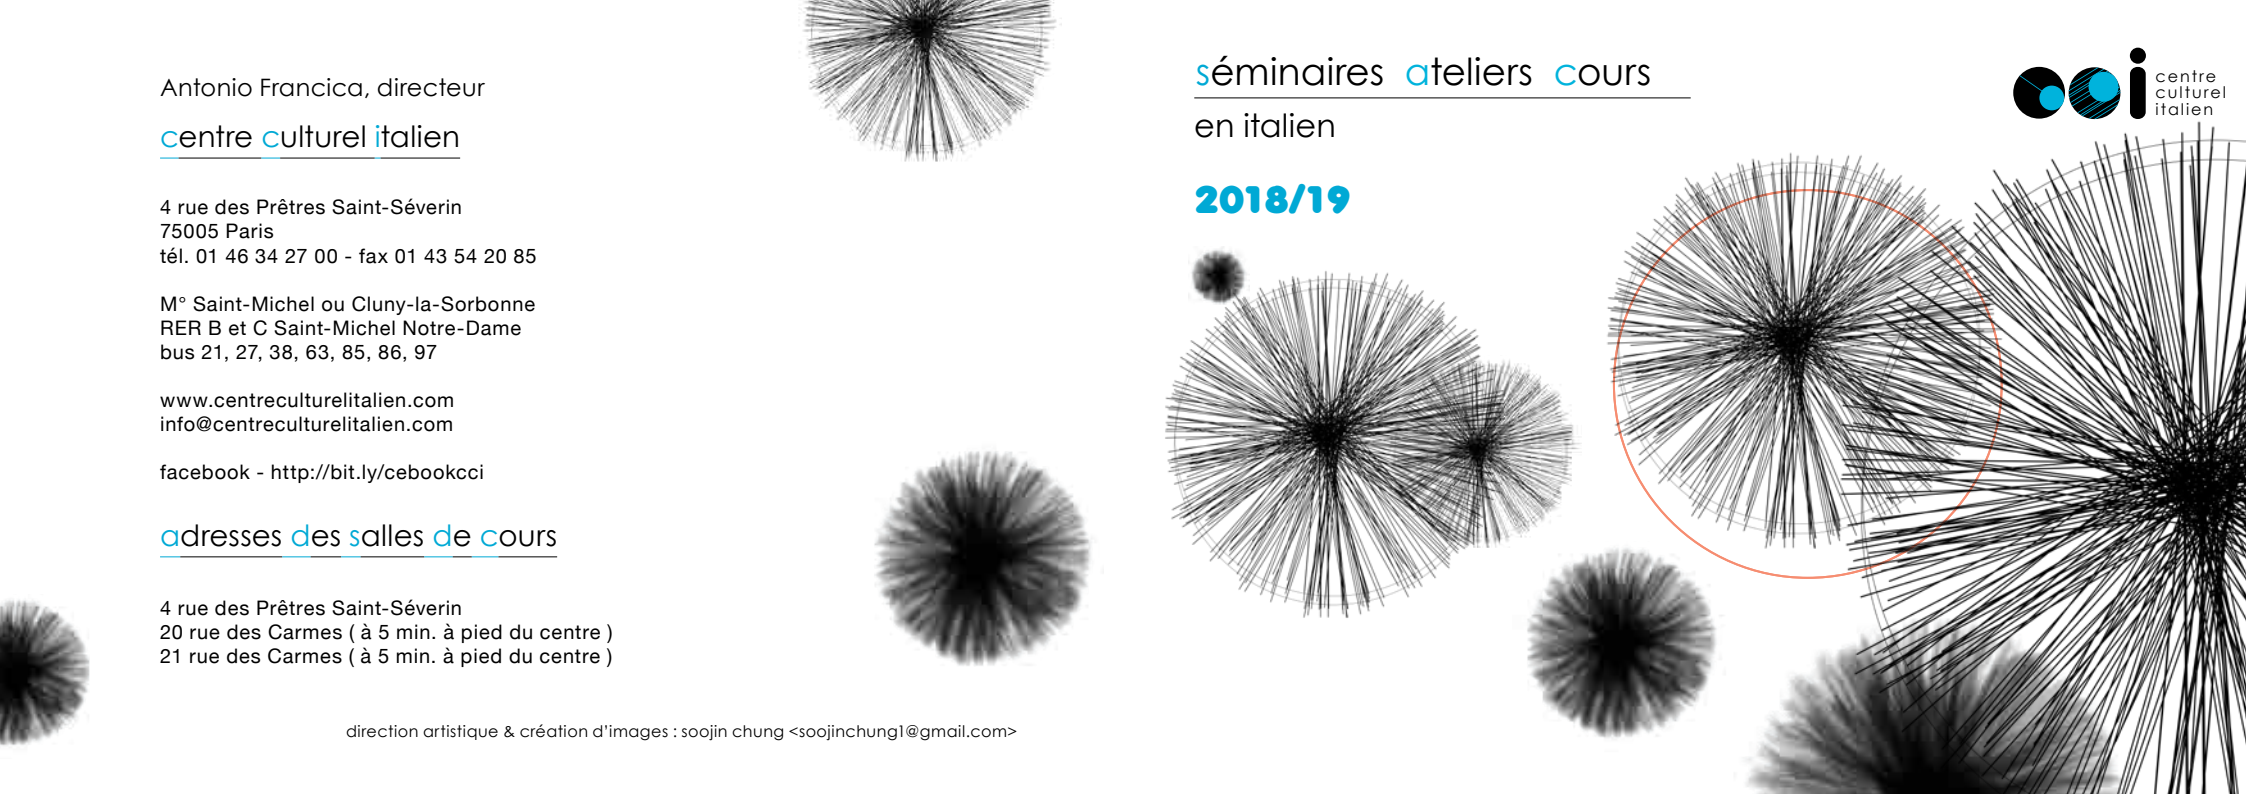 Antonio Francica, directeur
centre culturel italien
4 rue des Prêtres Saint-Séverin
75005 Paris
tél. 01 46 34 27 00 - fax 01 43 54 20 85
M° Saint-Michel ou Cluny-la-Sorbonne
RER B et C Saint-Michel Notre-Dame
bus 21, 27, 38, 63, 85, 86, 97
www.centreculturelitalien.com
info@centreculturelitalien.com
facebook - http://bit.ly/cebookcci
adresses des salles de cours
4 rue des Prêtres Saint-Séverin
20 rue des Carmes ( à 5 min. à pied du centre )
21 rue des Carmes ( à 5 min. à pied du centre )
direction artistique & création d'images : soojin chung <soojinchung1@gmail.com>
séminaires ateliers cours
en italien
2018/19
cci
centre
culturel
italien